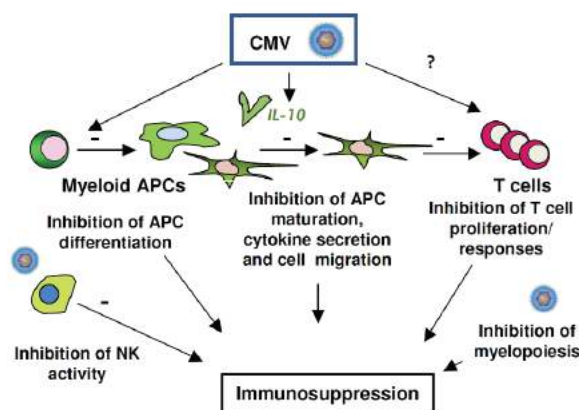 CMV
?
IL-10
-
-
-
Myeloid APCs
T cells
Inhibition of APC
differentiation
Inhibition of APC
maturation,
cytokine secretion
and cell migration
Inhibition of T cell
proliferation/
responses
-
Inhibition of NK
activity
Inhibition of
myelopoiesis
Immunosuppression